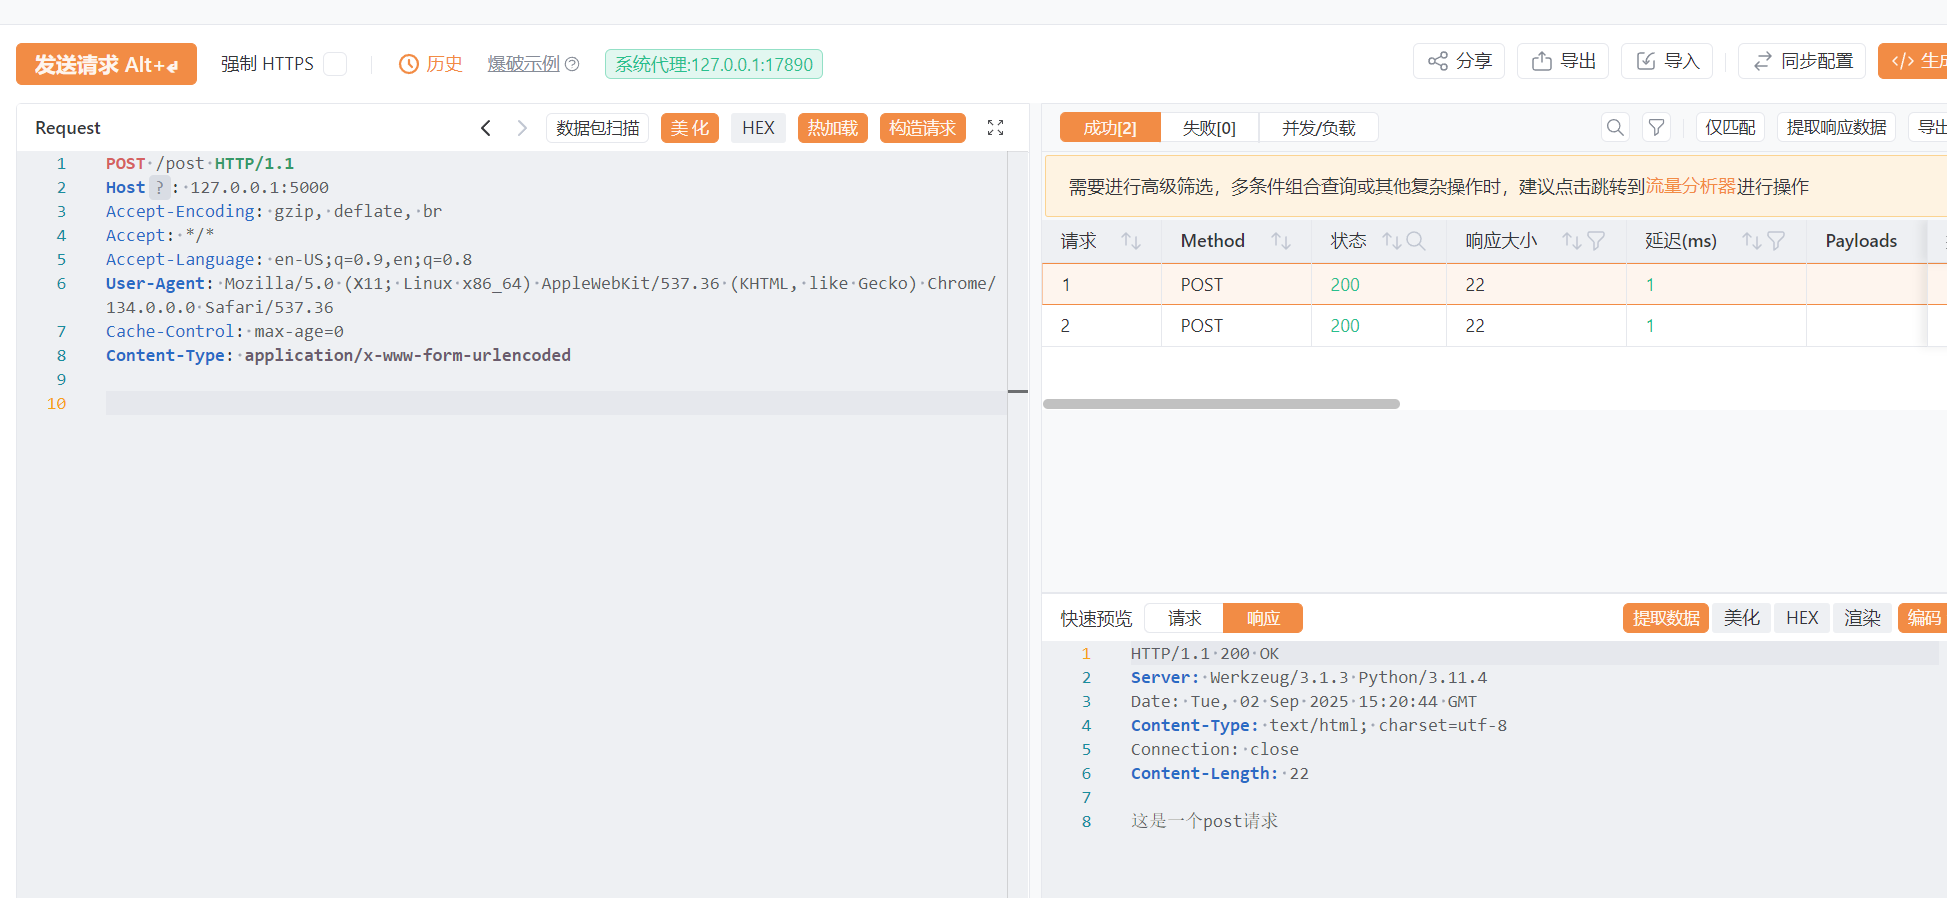 发送请求 Alt+
强制 HTTPS
历史
爆破示例
系统代理:127.0.0.1:17890
分享
导出
导入
同步配置
</> 生成
Request
数据包扫描
美化
HEX
热加载
构造请求
1 POST /post HTTP/1.1
2 Host ? : 127.0.0.1:5000
3 Accept-Encoding: gzip, deflate, br
4 Accept: */*
5 Accept-Language: en-US;q=0.9,en;q=0.8
6 User-Agent: Mozilla/5.0 (X11; Linux x86_64) AppleWebKit/537.36 (KHTML, like Gecko) Chrome/
134.0.0.0 Safari/537.36
7 Cache-Control: max-age=0
8 Content-Type: application/x-www-form-urlencoded
9
10
成功[2]
失败[0]
并发/负载
仅匹配
提取响应数据
导出
需要进行高级筛选，多条件组合查询或其他复杂操作时，建议点击跳转到流量分析器进行操作
请求 Method 状态 响应大小 延迟(ms) Payloads
1 POST 200 22 1
2 POST 200 22 1
快速预览
请求
响应
提取数据
美化
HEX
渲染
编码
1 HTTP/1.1 200 OK
2 Server: Werkzeug/3.1.3 Python/3.11.4
3 Date: Tue, 02 Sep 2025 15:20:44 GMT
4 Content-Type: text/html; charset=utf-8
5 Connection: close
6 Content-Length: 22
7
8 这是一个post请求